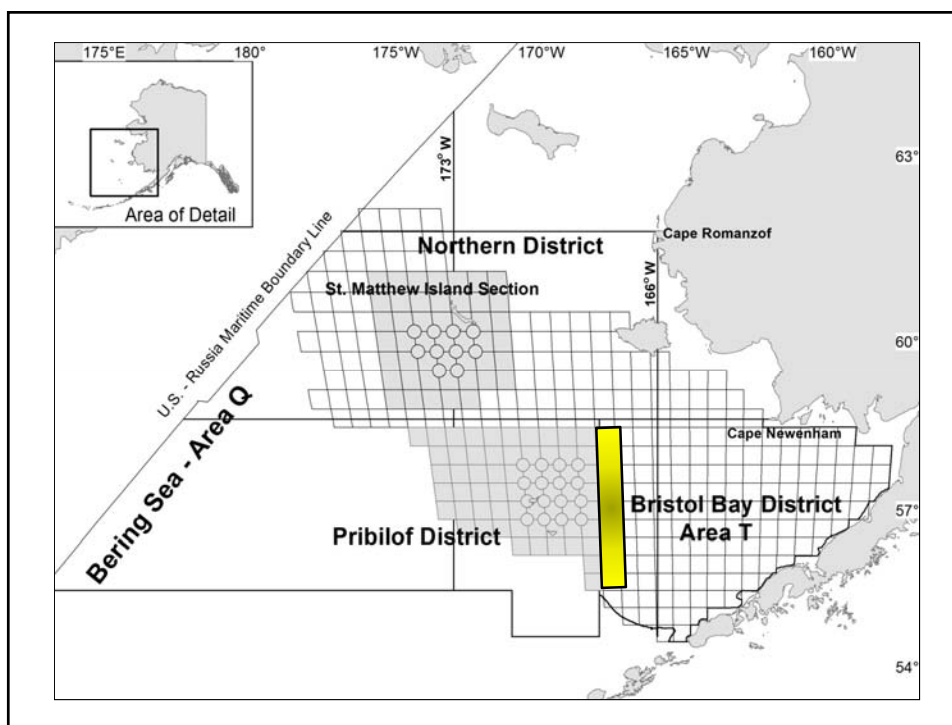 175°E 180° 175°W 170°W 165°W 160°W
63°
173° W
Area of Detail
Cape Romanzof
Northern District
U.S. - Russia Maritime Boundary Line
166° W
St. Matthew Island Section
60°
Bering Sea - Area Q
Cape Newenham
Bristol Bay District
Area T
57°
Pribilof District
54°